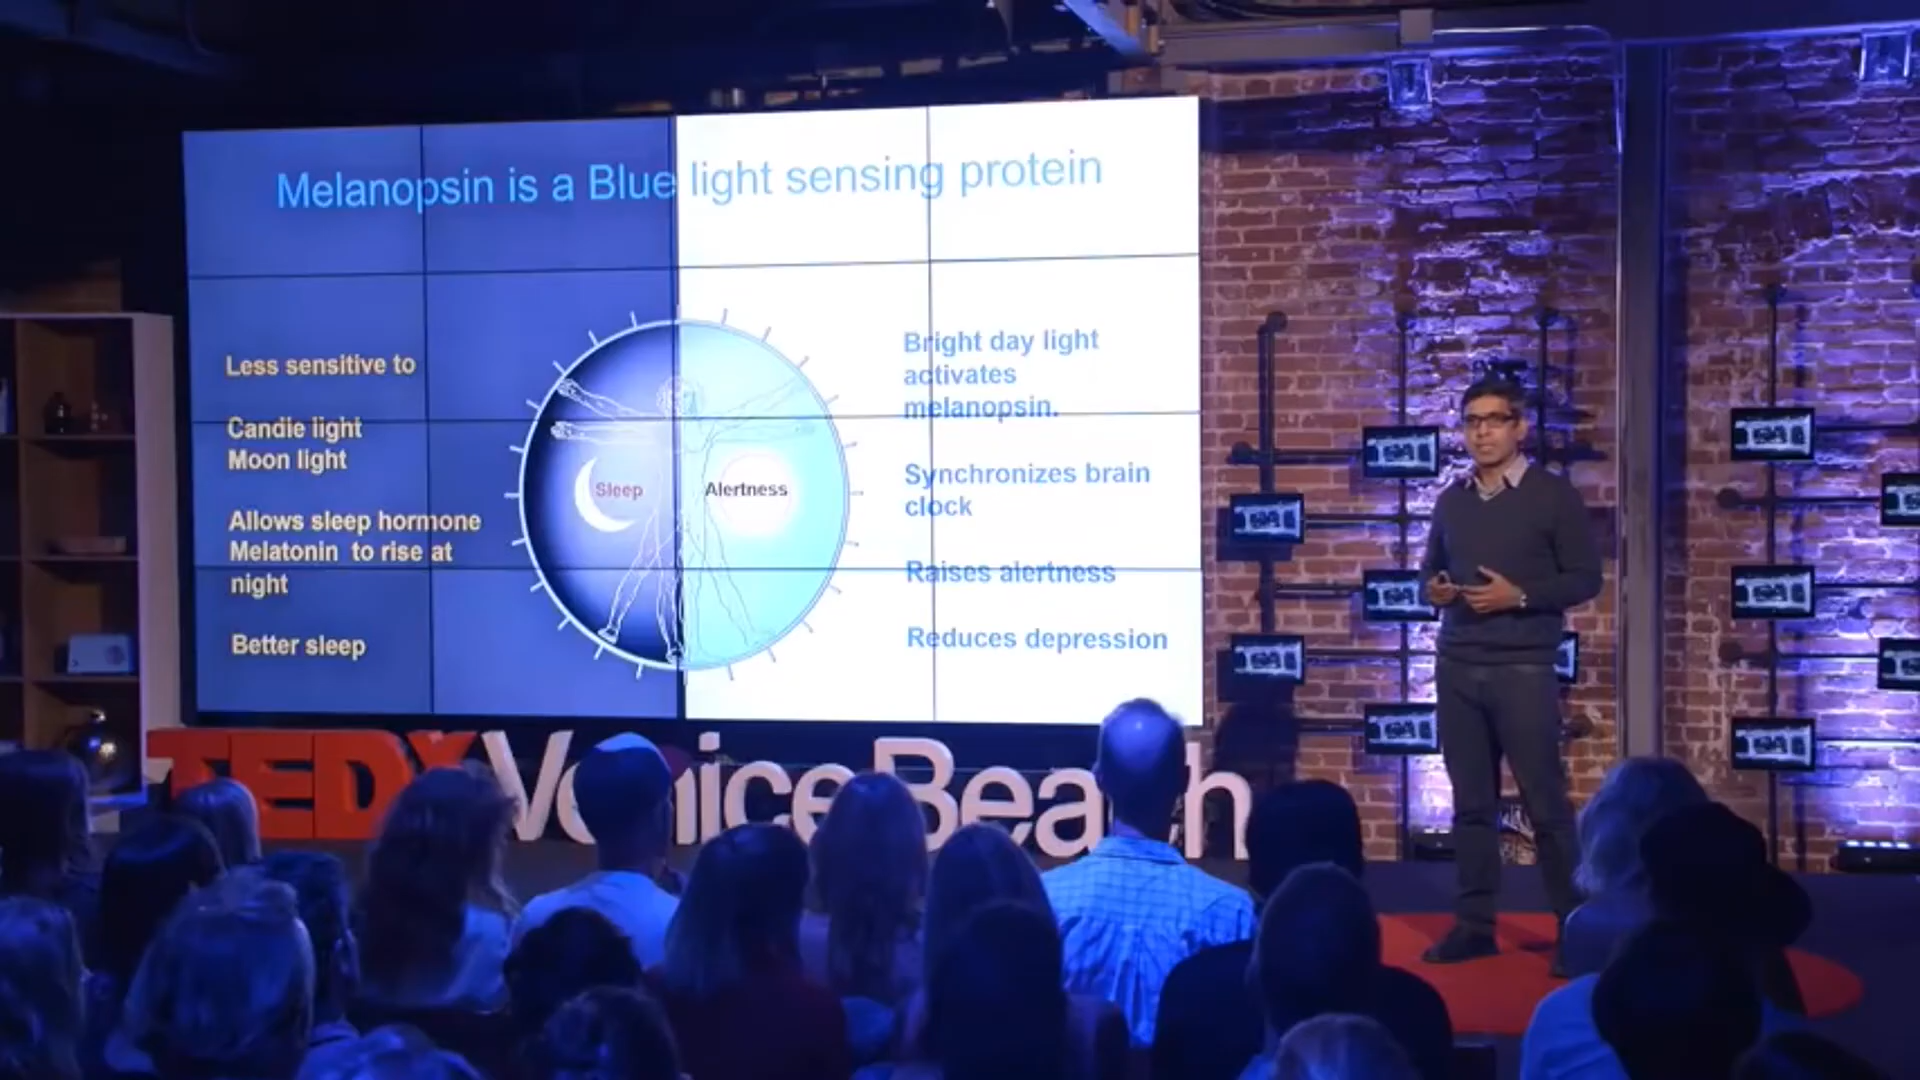 Melanopsin is a Blue light sensing protein
Less sensitive to
Candle light
Moon light
Allows sleep hormone
Melatonin to rise at
night
Better sleep
Sleep
Alertness
Bright day light
activates
melanopsin.
Synchronizes brain
clock
Raises alertness
Reduces depression
TEDxVeniceBeach